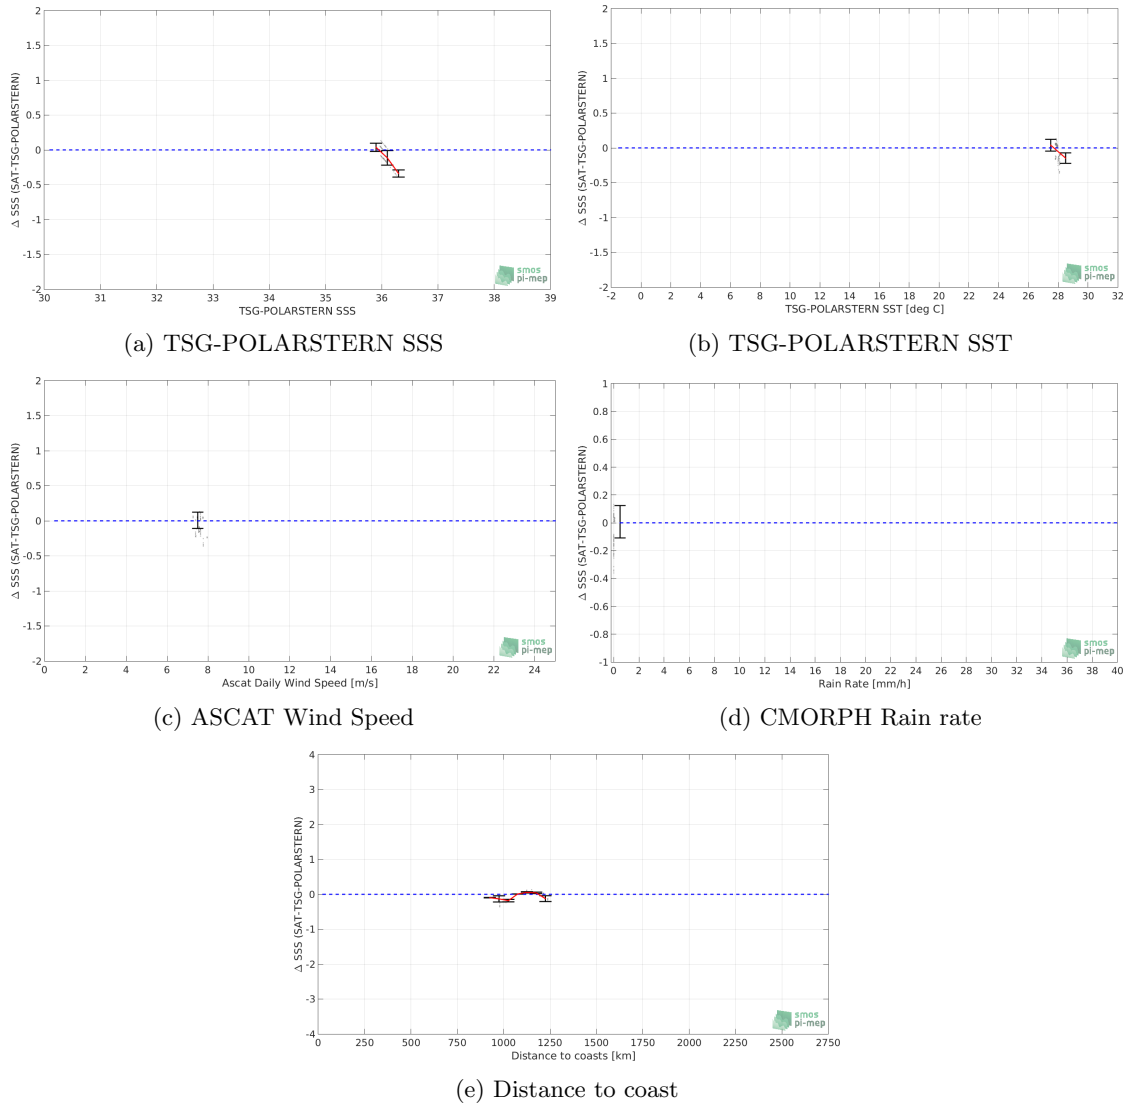 2
1.5
1
0.5
0
-0.5
-1
-1.5
-2
Δ SSS (SAT-TSG-POLARSTERN)
30 31 32 33 34 35 36 37 38 39
TSG-POLARSTERN SSS
smos
pi-mep
(a) TSG-POLARSTERN SSS
2
1.5
1
0.5
0
-0.5
-1
-1.5
-2
Δ SSS (SAT-TSG-POLARSTERN)
-2 0 2 4 6 8 10 12 14 16 18 20 22 24 26 28 30 32
TSG-POLARSTERN SST [deg C]
smos
pi-mep
(b) TSG-POLARSTERN SST
2
1.5
1
0.5
0
-0.5
-1
-1.5
-2
Δ SSS (SAT-TSG-POLARSTERN)
0 2 4 6 8 10 12 14 16 18 20 22 24
Ascat Daily Wind Speed [m/s]
smos
pi-mep
(c) ASCAT Wind Speed
1
0.8
0.6
0.4
0.2
0
-0.2
-0.4
-0.6
-0.8
-1
Δ SSS (SAT-TSG-POLARSTERN)
0 2 4 6 8 10 12 14 16 18 20 22 24 26 28 30 32 34 36 38 40
Rain Rate [mm/h]
smos
pi-mep
(d) CMORPH Rain rate
4
3
2
1
0
-1
-2
-3
-4
Δ SSS (SAT-TSG-POLARSTERN)
0 250 500 750 1000 1250 1500 1750 2000 2250 2500 2750
Distance to coasts [km]
smos
pi-mep
(e) Distance to coast